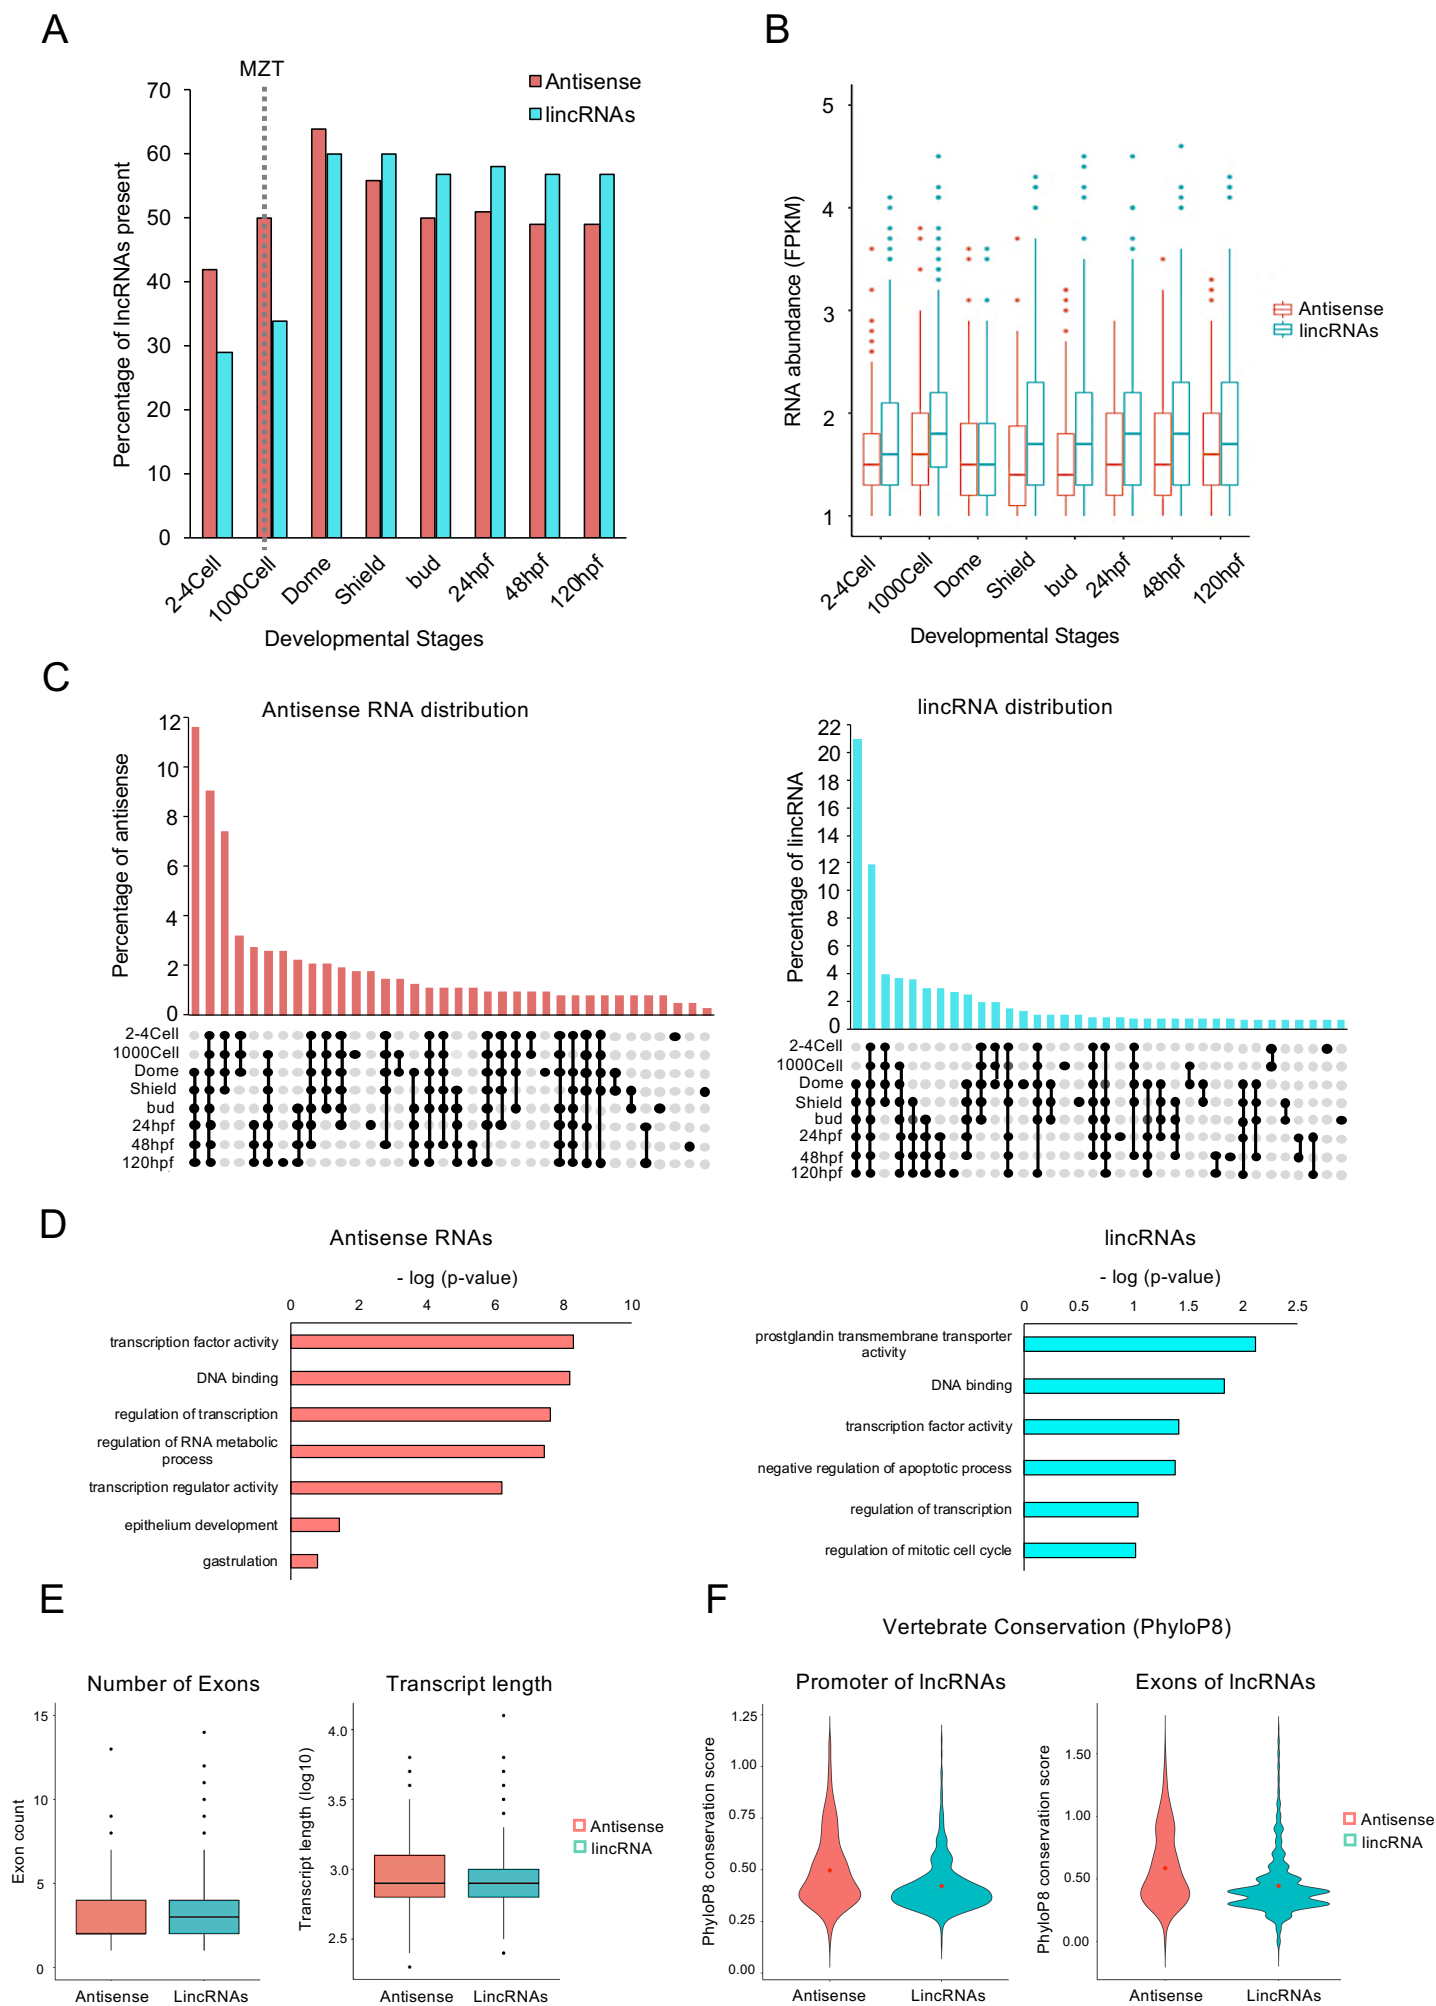 A
MZT
Antisense
lincRNAs
Percentage of lncRNAs present
70
60
50
40
30
20
10
0
2-4Cell
1000Cell
Dome
Shield
bud
24hpf
48hpf
120hpf
Developmental Stages
B
RNA abundance (FPKM)
5
4
3
2
1
Antisense
lincRNAs
2-4Cell
1000Cell
Dome
Shield
bud
24hpf
48hpf
120hpf
Developmental Stages
C
Antisense RNA distribution
Percentage of antisense
12
10
8
6
4
2
0
2-4Cell
1000Cell
Dome
Shield
bud
24hpf
48hpf
120hpf
lincRNA distribution
Percentage of lincRNA
22
20
18
16
14
12
10
8
6
4
2
0
2-4Cell
1000Cell
Dome
Shield
bud
24hpf
48hpf
120hpf
D
Antisense RNAs
- log (p-value)
0 2 4 6 8 10
transcription factor activity
DNA binding
regulation of transcription
regulation of RNA metabolic
process
transcription regulator activity
epithelium development
gastrulation
lincRNAs
- log (p-value)
0 0.5 1 1.5 2 2.5
prostglandin transmembrane transporter
activity
DNA binding
transcription factor activity
negative regulation of apoptotic process
regulation of transcription
regulation of mitotic cell cycle
E
Number of Exons
Exon count
15
10
5
0
Antisense LincRNAs
Transcript length
Transcript length (log10)
4.0
3.5
3.0
2.5
Antisense LincRNAs
Antisense
lincRNA
F
Vertebrate Conservation (PhyloP8)
Promoter of lncRNAs
PhyloP8 conservation score
1.25
1.00
0.75
0.50
0.25
0.00
Antisense LincRNAs
Exons of lncRNAs
PhyloP8 conservation score
1.50
1.00
0.50
0.00
Antisense LincRNAs
Antisense
lincRNA